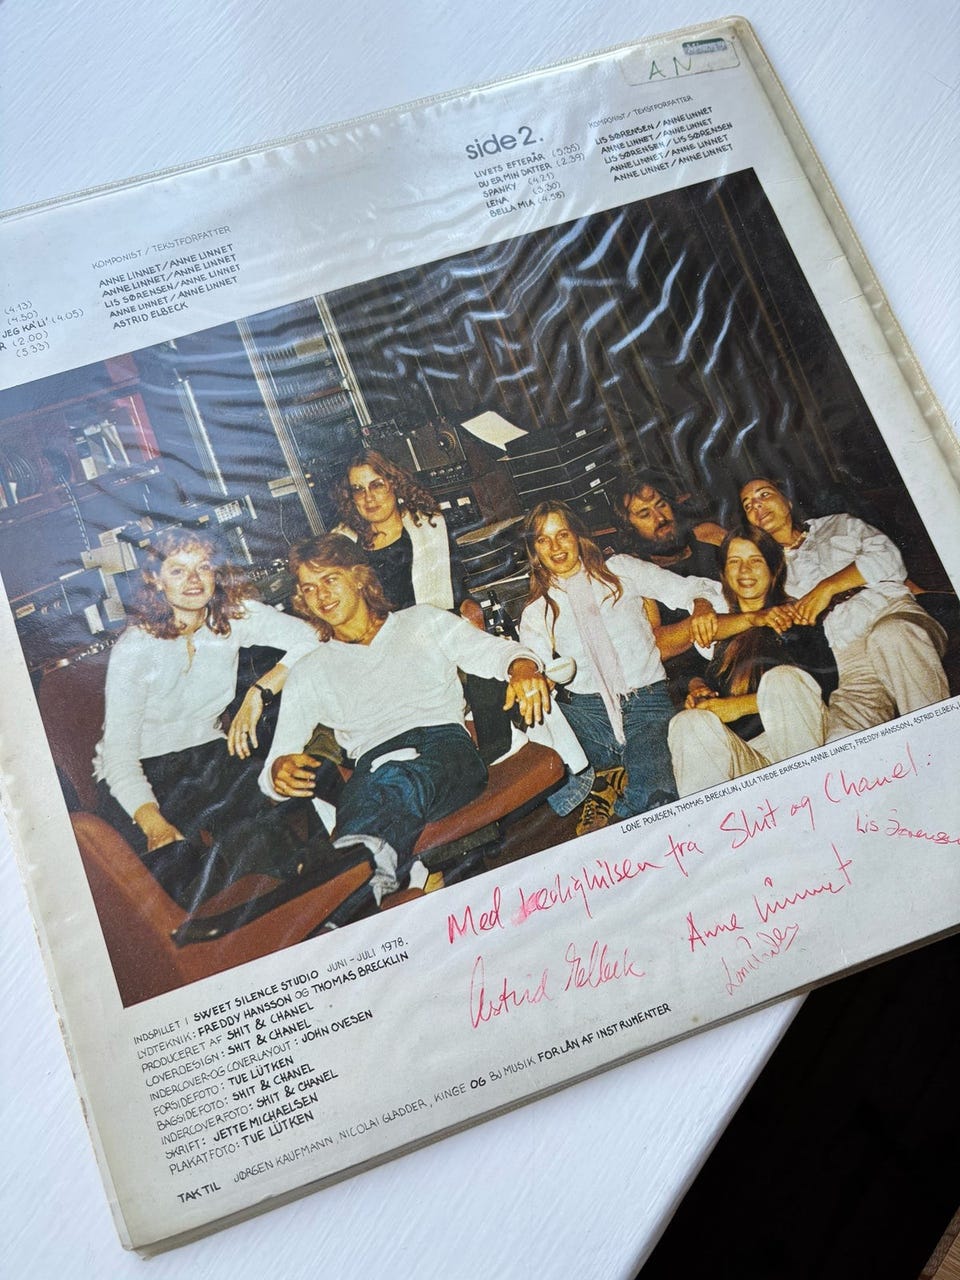 AN
side 2.
KOMPONIST / TEKSTFORFATTER
LIVETS EFTERÅR (5.35) LIS SØRENSEN / ANNE LINNET
DU ER MIN DATTER (2.39) ANNE LINNET / ANNE LINNET
SPANKY (4.21) LIS SØRENSEN / LIS SØRENSEN
LENA (3.30) ANNE LINNET / ANNE LINNET
BELLA MIA (4.58) ANNE LINNET / ANNE LINNET
KOMPONIST / TEKSTFORFATTER
(4.13) ANNE LINNET / ANNE LINNET
(4.50) ANNE LINNET / ANNE LINNET
JEG KA' LI' (4.05) LIS SØRENSEN / ANNE LINNET
R (2.00) ANNE LINNET / ANNE LINNET
(5.33) ASTRID ELBECK
LONE POULSEN, THOMAS BRECKLIN, ULLA TVEDE ERIKSEN, ANNE LINNET, FREDDY HANSSON, ASTRID ELBEK, L
Med kærlighilsen fra Shit og Chanel:
Lis Sørensen
Astrid Elbeck
Anne Linnet
INDSPILLET I SWEET SILENCE STUDIO JUNI-JULI 1978.
LYDTEKNIK: FREDDY HANSSON OG THOMAS BRECKLIN
PRODUCERET AF SHIT & CHANEL
COVERDESIGN: SHIT & CHANEL
INDERCOVER-OG COVERLAYOUT: JOHN OVESEN
FORSIDEFOTO: TUE LÜTKEN
BAGSIDEFOTO: SHIT & CHANEL
INDERCOVERFOTO: SHIT & CHANEL
SKRIFT: JETTE MICHAELSEN
PLAKATFOTO: TUE LÜTKEN
TAK TIL JØRGEN KAUFMANN, NICOLAI GLADDER, KINGE OG BJ MUSIK FOR LÅN AF INSTRUMENTER